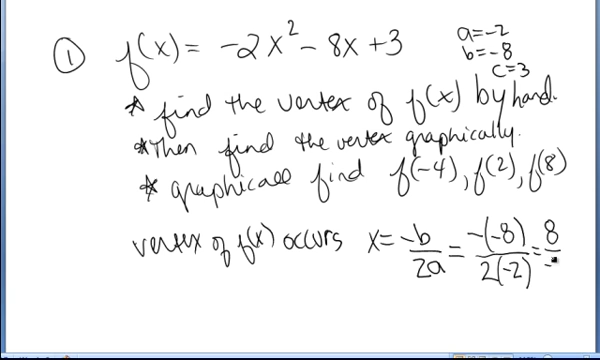 ① f(x) = -2x² - 8x + 3
a=-2
b=-8
c=3
* find the vertex of f(x) by hand.
* Then find the vertex graphically.
* graphicall find f(-4), f(2), f(8)
vertex of f(x) occurs x = -b/2a = -(-8)/2(-2) = 8/-